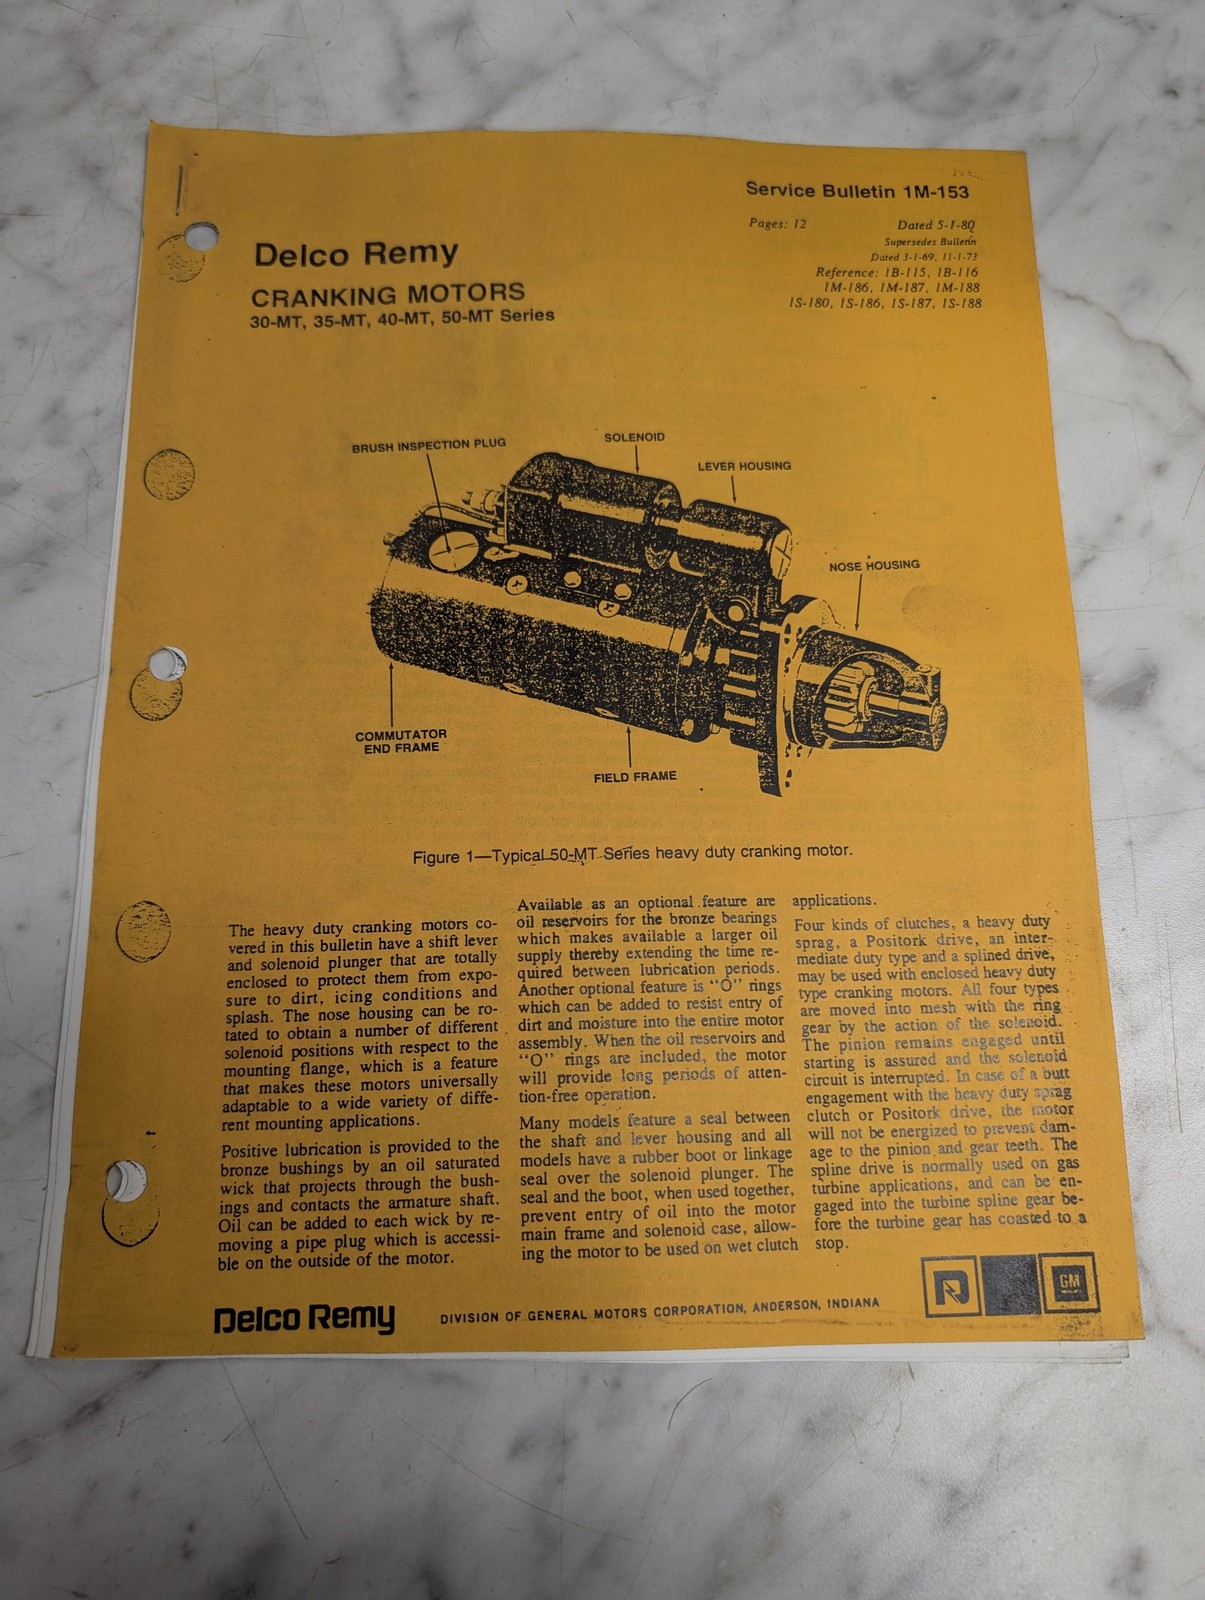 Service Bulletin 1M-153
Pages: 12
Dated 5-1-80
Supersedes Bulletin
Dated 3-1-69, 11-1-73
Reference: 1B-115, 1B-116
1M-186, 1M-187, 1M-188
1S-180, 1S-186, 1S-187, 1S-188
Delco Remy
CRANKING MOTORS
30-MT, 35-MT, 40-MT, 50-MT Series
BRUSH INSPECTION PLUG
SOLENOID
LEVER HOUSING
NOSE HOUSING
COMMUTATOR
END FRAME
FIELD FRAME
Figure 1—Typical 50-MT Series heavy duty cranking motor.
The heavy duty cranking motors co-
vered in this bulletin have a shift lever
and solenoid plunger that are totally
enclosed to protect them from expo-
sure to dirt, icing conditions and
splash. The nose housing can be ro-
tated to obtain a number of different
solenoid positions with respect to the
mounting flange, which is a feature
that makes these motors universally
adaptable to a wide variety of diffe-
rent mounting applications.
Positive lubrication is provided to the
bronze bushings by an oil saturated
wick that projects through the bush-
ings and contacts the armature shaft.
Oil can be added to each wick by re-
moving a pipe plug which is accessi-
ble on the outside of the motor.
Available as an optional feature are
oil reservoirs for the bronze bearings
which makes available a larger oil
supply thereby extending the time re-
quired between lubrication periods.
Another optional feature is "O" rings
which can be added to resist entry of
dirt and moisture into the entire motor
assembly. When the oil reservoirs and
"O" rings are included, the motor
will provide long periods of atten-
tion-free operation.
Many models feature a seal between
the shaft and lever housing and all
models have a rubber boot or linkage
seal over the solenoid plunger. The
seal and the boot, when used together,
prevent entry of oil into the motor
main frame and solenoid case, allow-
ing the motor to be used on wet clutch
applications.
Four kinds of clutches, a heavy duty
sprag, a Positork drive, an inter-
mediate duty type and a splined drive,
may be used with enclosed heavy duty
type cranking motors. All four types
are moved into mesh with the ring
gear by the action of the solenoid.
The pinion remains engaged until
starting is assured and the solenoid
circuit is interrupted. In case of a butt
engagement with the heavy duty sprag
clutch or Positork drive, the motor
will not be energized to prevent dam-
age to the pinion and gear teeth. The
spline drive is normally used on gas
turbine applications, and can be en-
gaged into the turbine spline gear be-
fore the turbine gear has coasted to a
stop.
Delco Remy
DIVISION OF GENERAL MOTORS CORPORATION, ANDERSON, INDIANA
GM